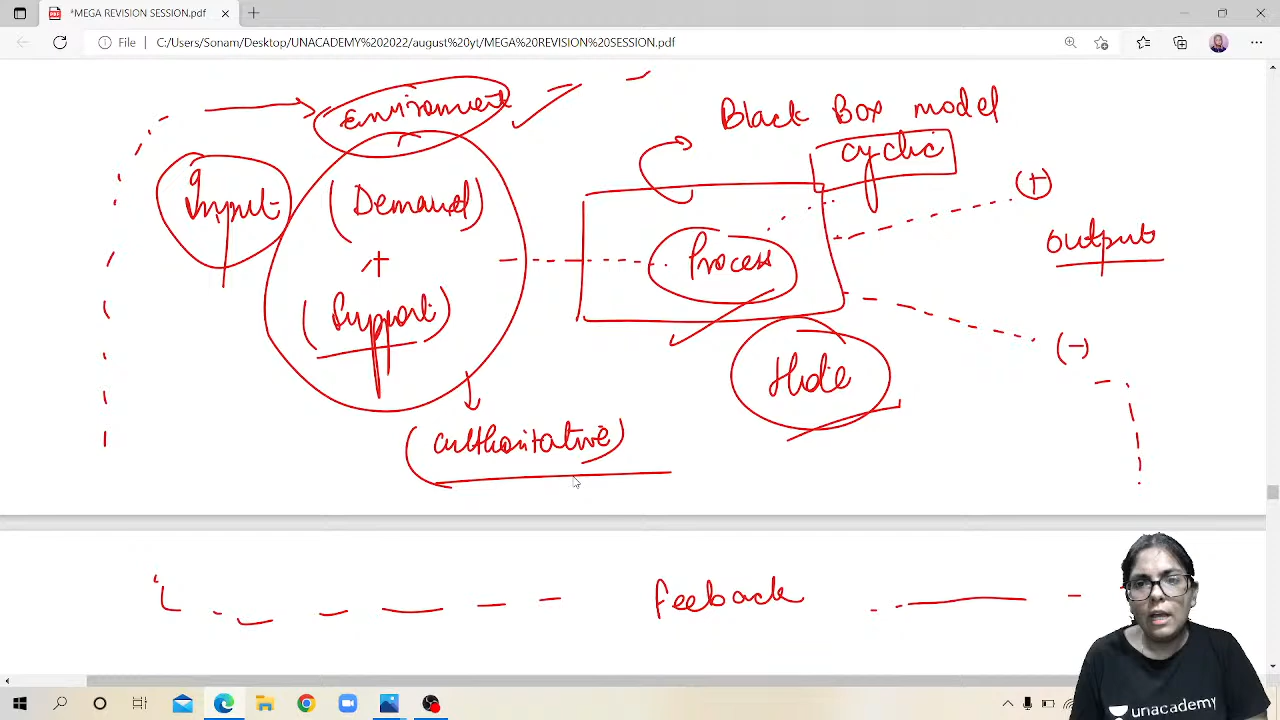 *MEGA REVISION SESSION.pdf
File C:/Users/Sonam/Desktop/UNACADEMY%202022/august%20yt/MEGA%20REVISION%20SESSION.pdf
Environment
Black Box model
cyclic
Input
(Demand)
+
(Support)
Process
(+)
output
(-)
Hide
(authoritative)
feeback
unacademy